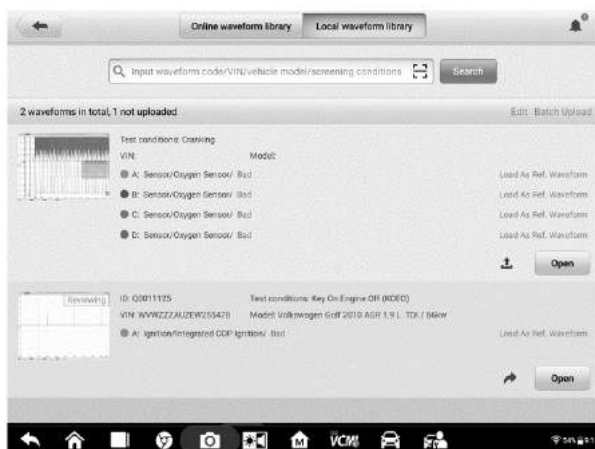 Online waveform library Local waveform library
Input waveform code/VIN/vehicle model/screening conditions Search
2 waveforms in total, 1 not uploaded Edit Batch Upload
Test conditions: Cranking
VIN: Model:
A: Sensor/Oxygen Sensor/ Bad Load As Ref. Waveform
B: Sensor/Oxygen Sensor/ Bad Load As Ref. Waveform
C: Sensor/Oxygen Sensor/ Bad Load As Ref. Waveform
D: Sensor/Oxygen Sensor/ Bad Load As Ref. Waveform
Open
Reviewing ID: Q0011125 Test conditions: Key On Engine Off (KOEO)
VIN: Model: Volkswagen Golf 2010 AGR 1.9 L TDI / 66kw
A: Ignition/Integrated COP Ignition/ Bad Load As Ref. Waveform
Open
M VCMI